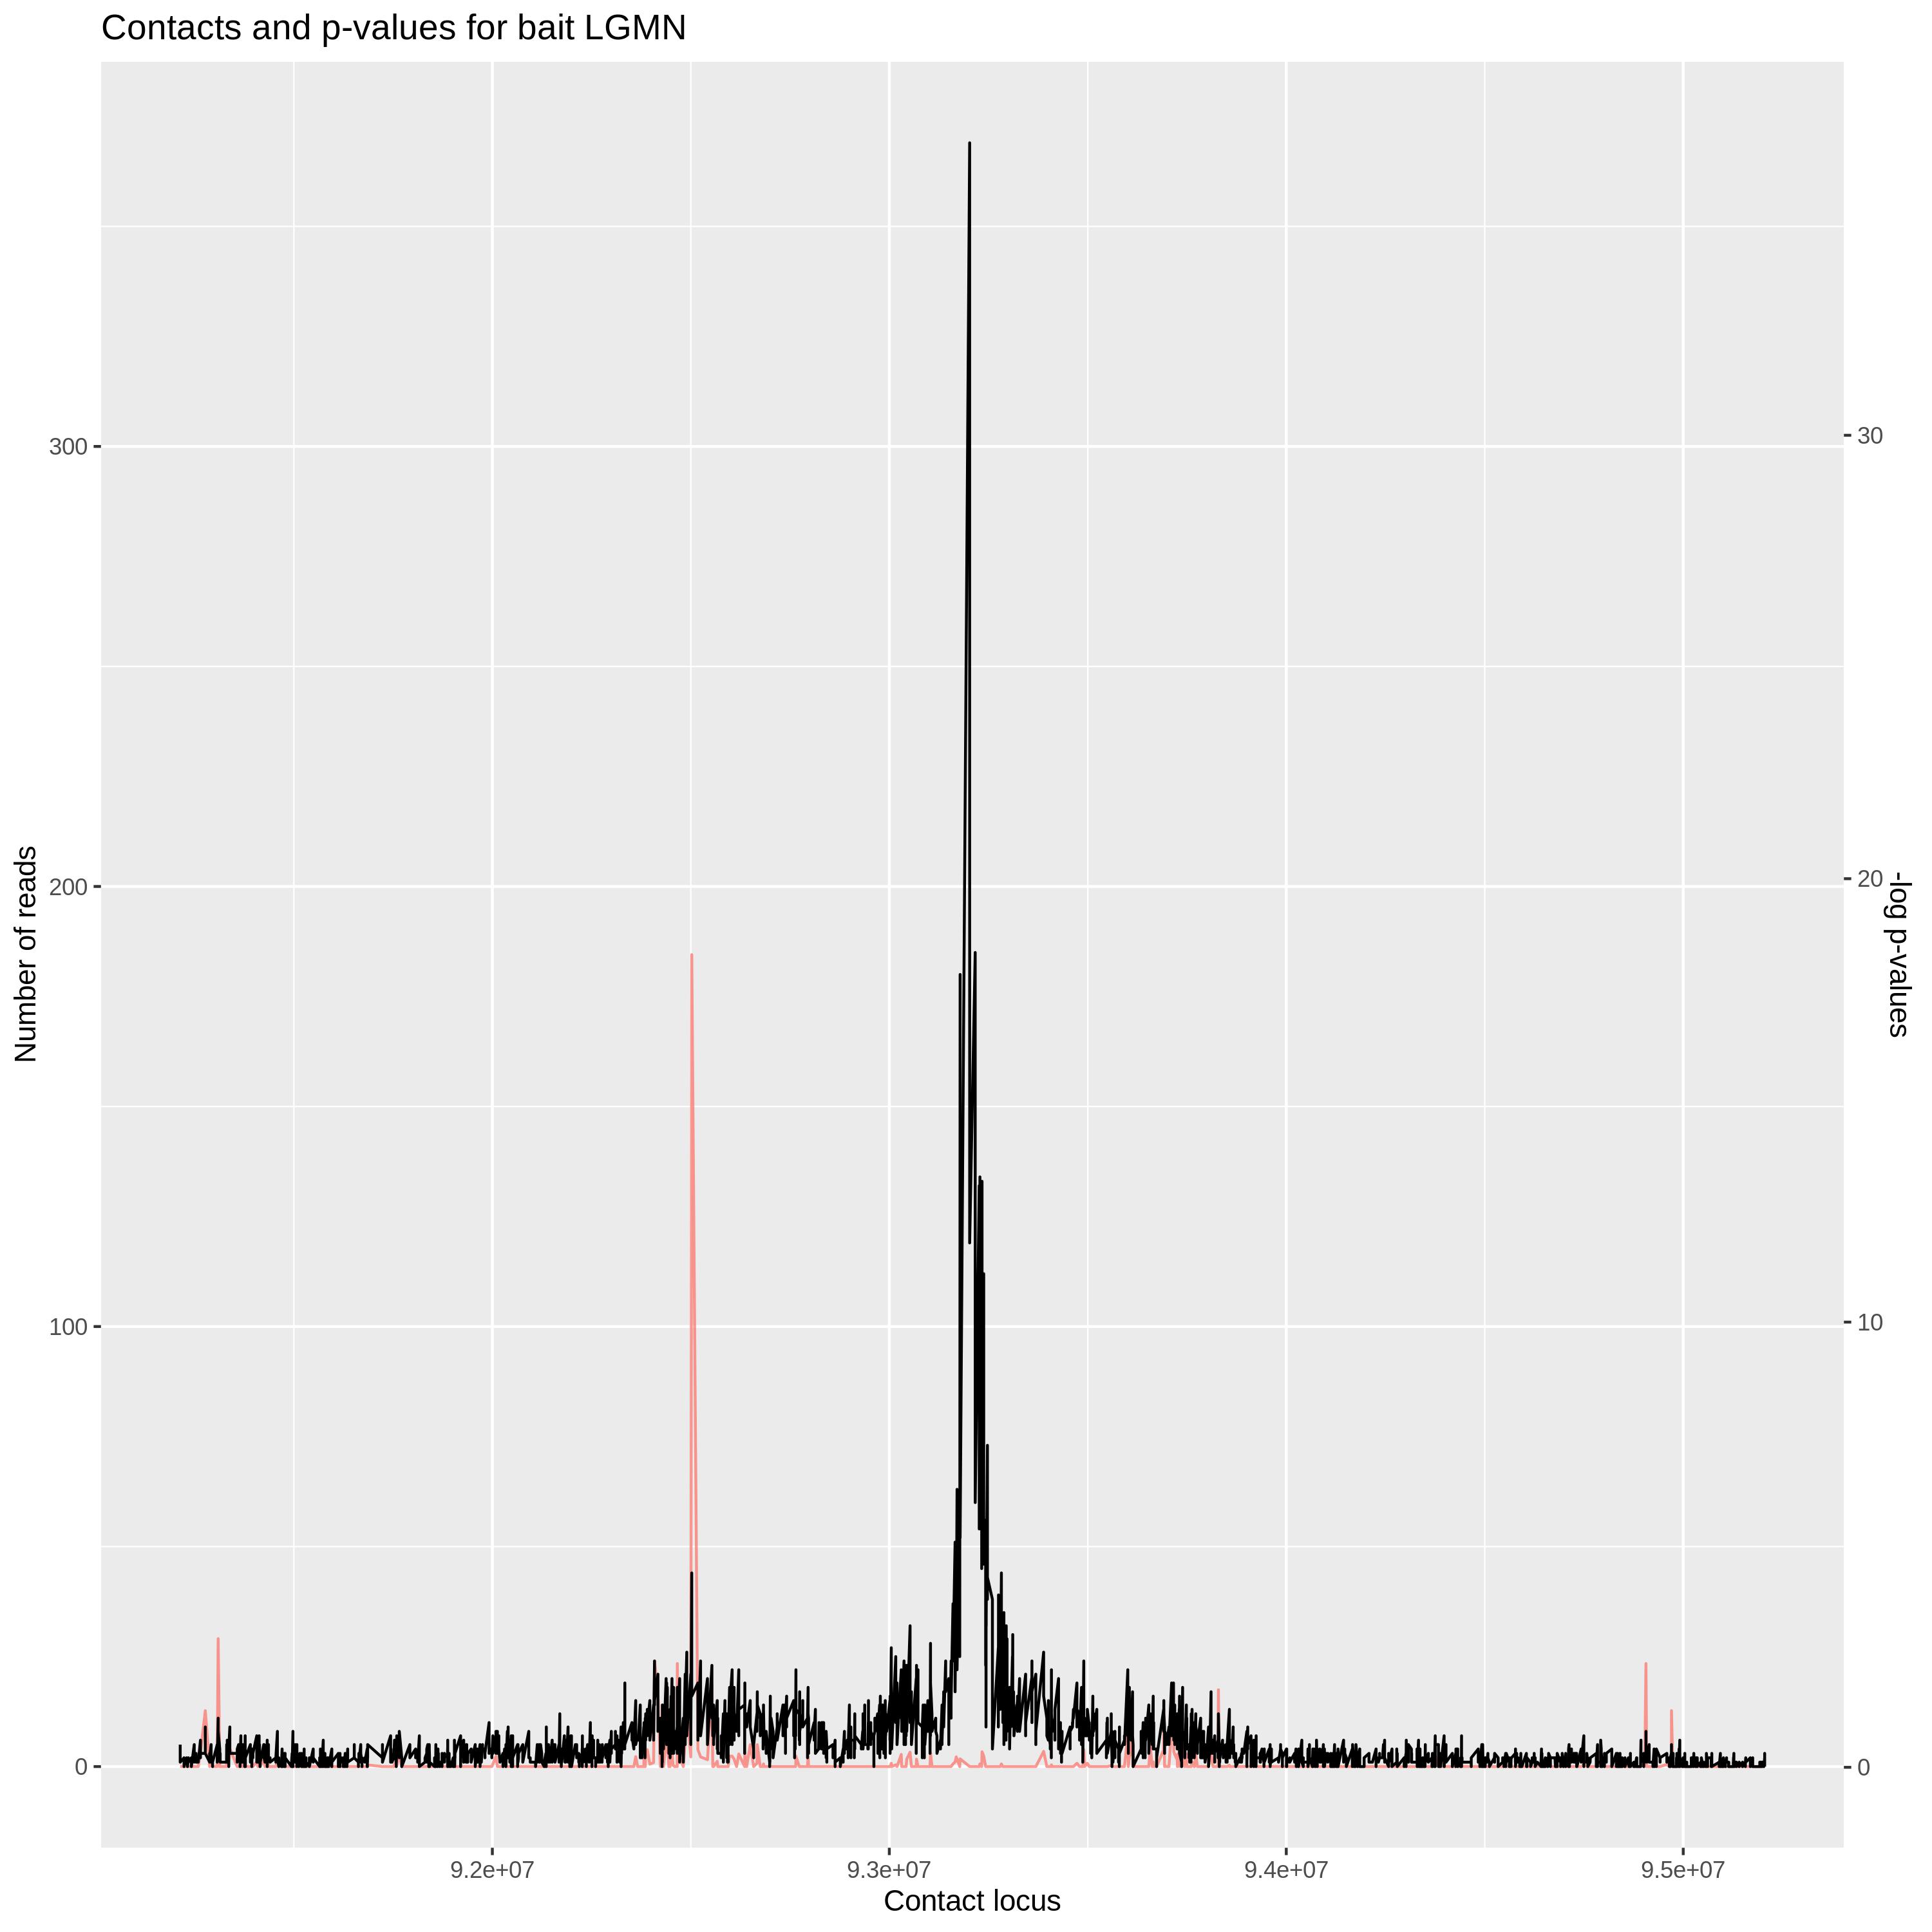 Contacts and p-values for bait LGMN
Number of reads
300
200
100
0
30
20
10
0
-log p-values
9.2e+07
9.3e+07
9.4e+07
9.5e+07
Contact locus